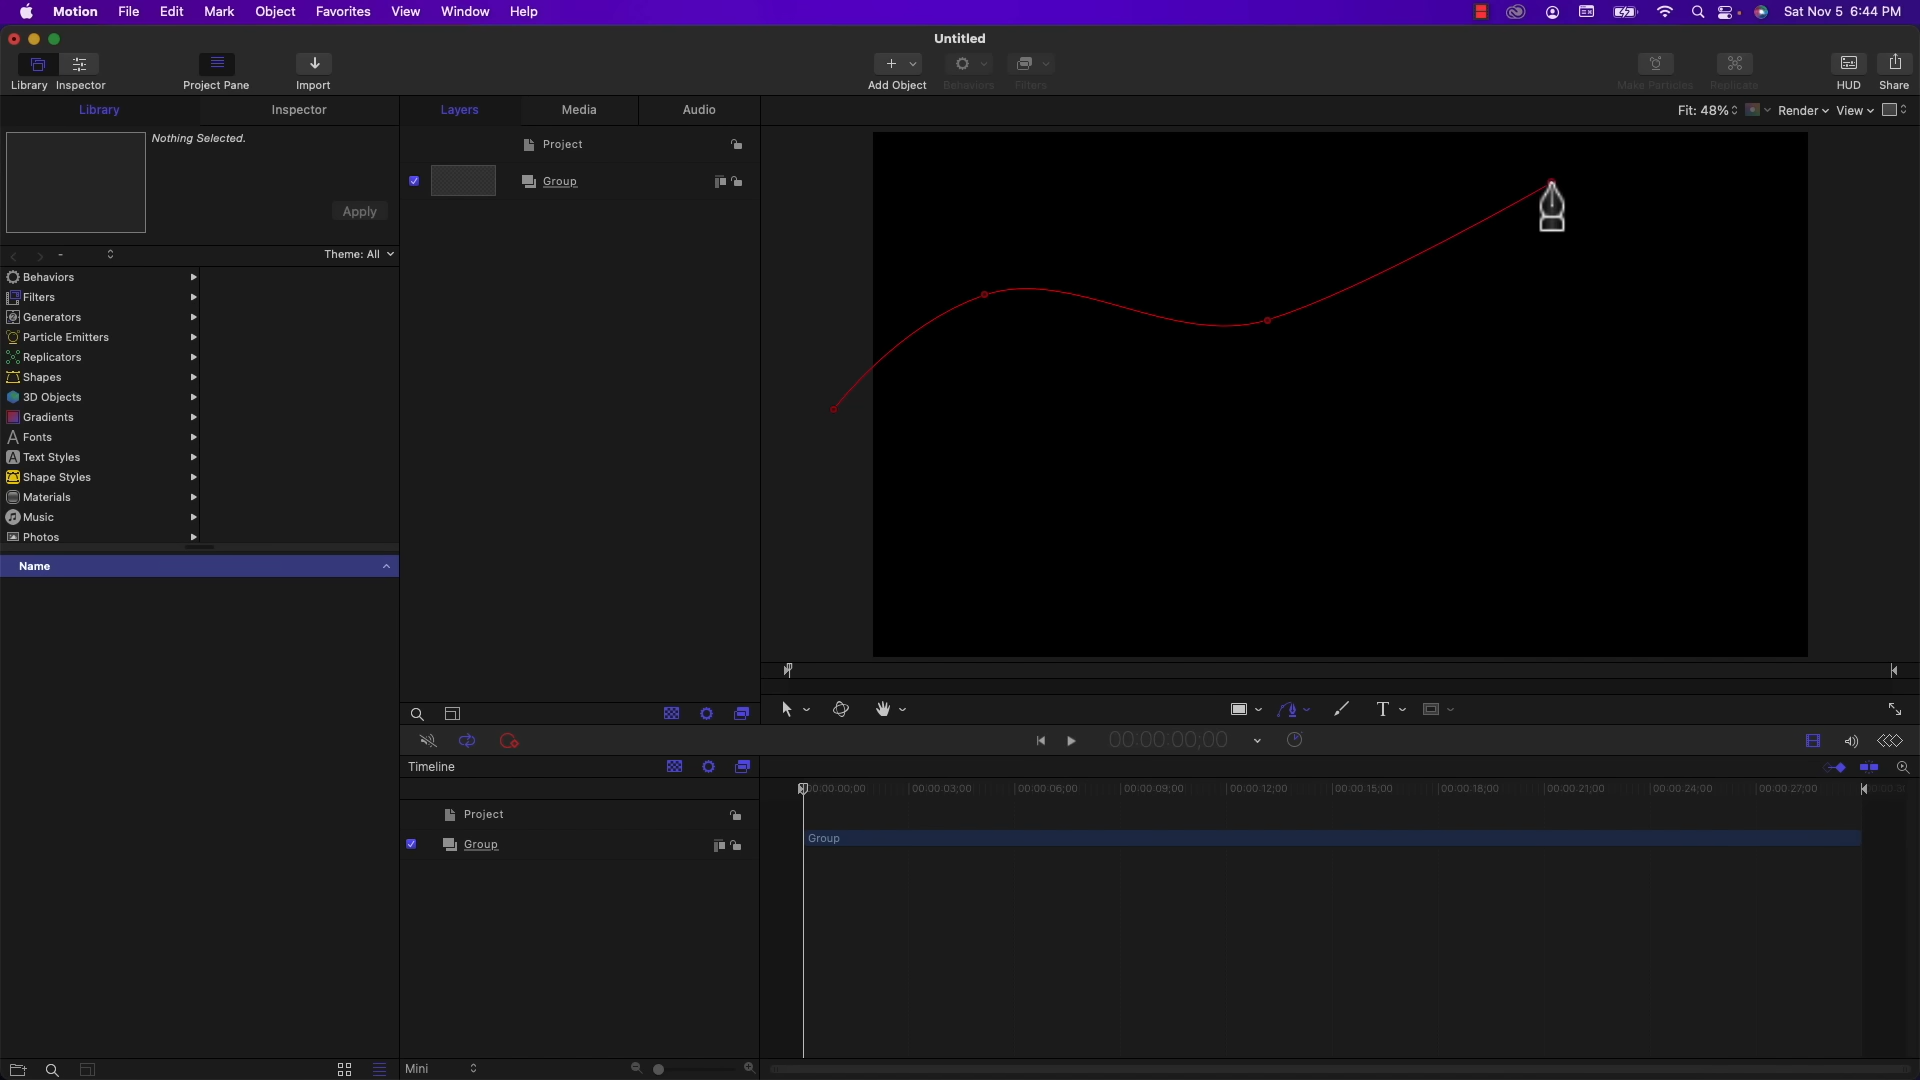 Motion File Edit Mark Object Favorites View Window Help Sat Nov 5 6:44 PM
Untitled
Library Inspector Project Pane Import Add Object Behaviors Filters Make Particles Replicate HUD Share
Library Inspector Layers Media Audio Fit: 48% Render View
Nothing Selected.
Apply
Project
Group
- Theme: All
Behaviors
Filters
Generators
Particle Emitters
Replicators
Shapes
3D Objects
Gradients
Fonts
Text Styles
Shape Styles
Materials
Music
Photos
Name
T
00:00:00;00
Timeline
00:00:00;00 00:00:03;00 00:00:06;00 00:00:09;00 00:00:12;00 00:00:15;00 00:00:18;00 00:00:21;00 00:00:24;00 00:00:27;00
Project
Group Group
Mini